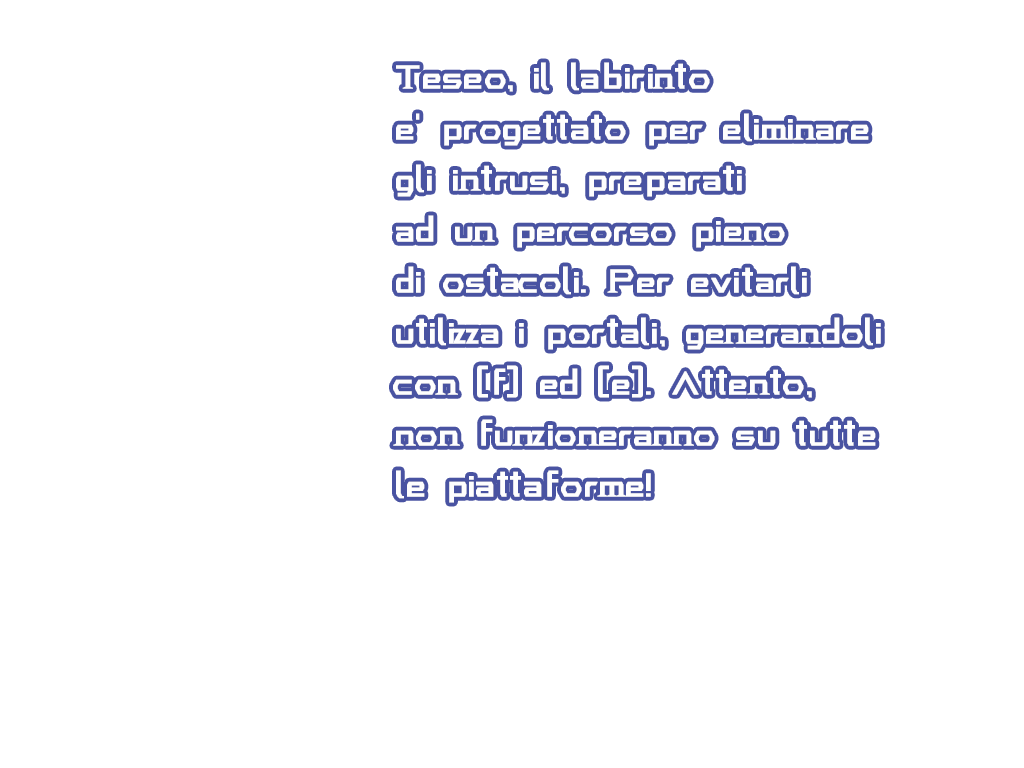 Teseo, il labirinto
e' progettato per eliminare
gli intrusi, preparati
ad un percorso pieno
di ostacoli. Per evitarli
utilizza i portali, generandoli
con [f] ed [e]. Attento,
non funzioneranno su tutte
le piattaforme!